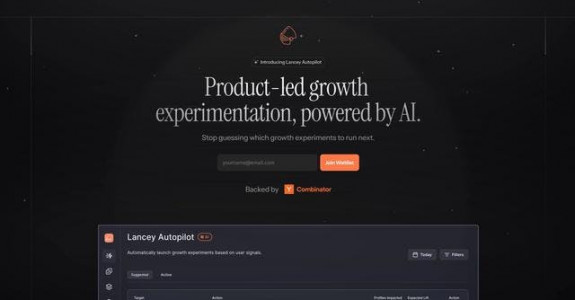 Introducing Lancey Autopilot
Product-led growth
experimentation, powered by AI.
Stop guessing which growth experiments to run next.
yourname@email.com
Join Waitlist
Backed by Y Combinator
Lancey Autopilot
Automatically launch growth experiments based on user signals.
Today
Filters
Suggested Active
Target Action Profiles Impacted Expected Lift Action